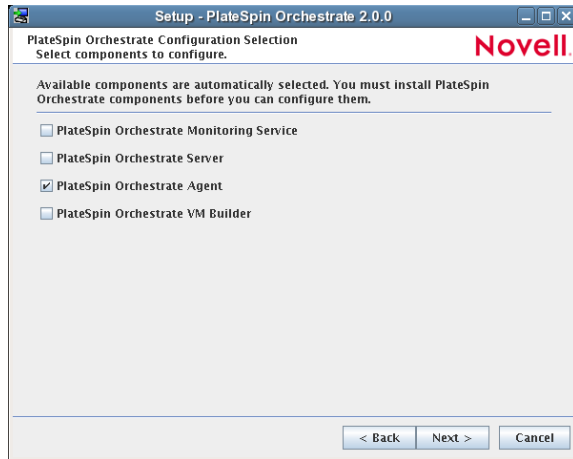 Setup - PlateSpin Orchestrate 2.0.0
PlateSpin Orchestrate Configuration Selection
Select components to configure.
Novell.
Available components are automatically selected. You must install PlateSpin
Orchestrate components before you can configure them.
PlateSpin Orchestrate Monitoring Service
PlateSpin Orchestrate Server
PlateSpin Orchestrate Agent
PlateSpin Orchestrate VM Builder
< Back Next > Cancel